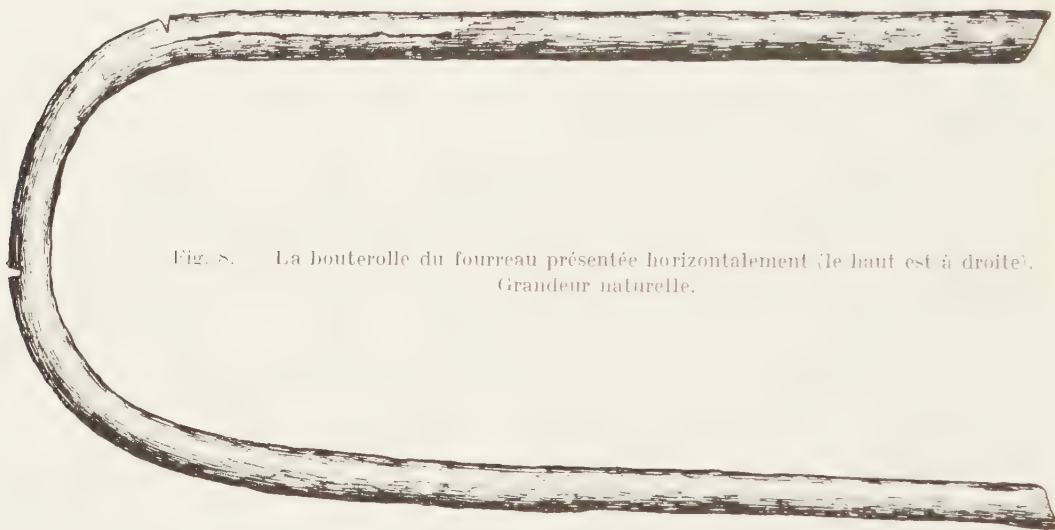 Fig. 8. La bouterolle du fourreau présentée horizontalement (le haut est à droite).
Grandeur naturelle.